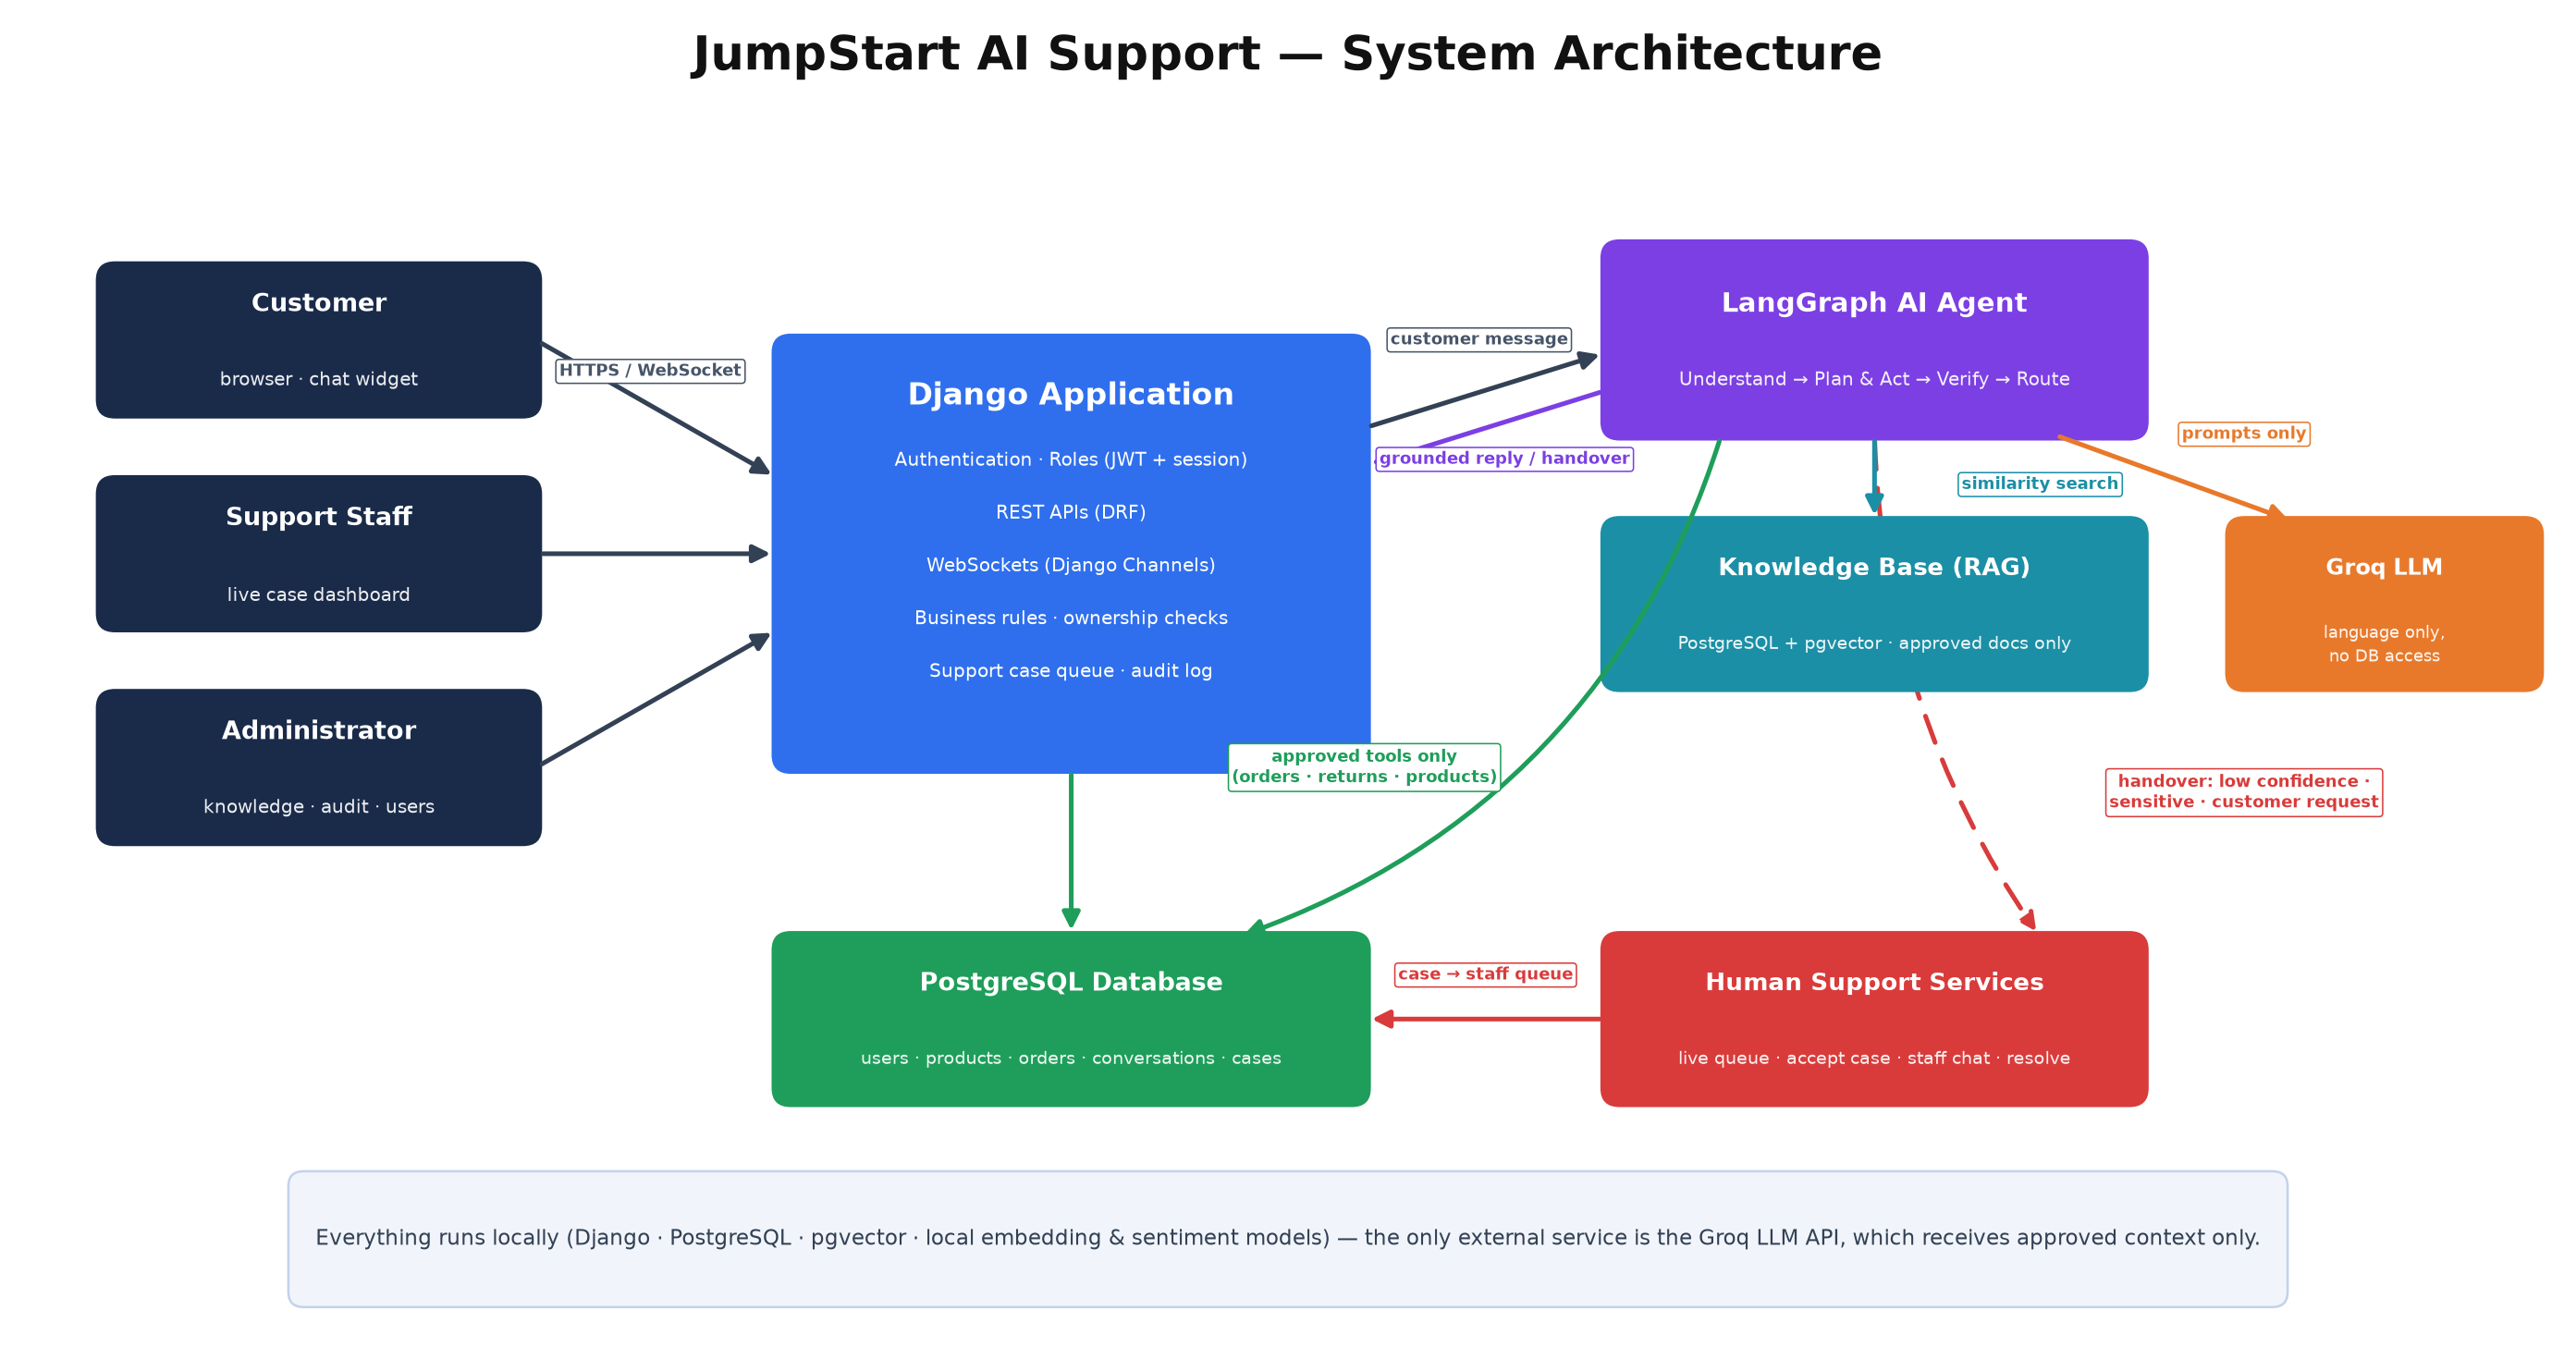 JumpStart AI Support — System Architecture
Customer
browser · chat widget
HTTPS / WebSocket
Support Staff
live case dashboard
Administrator
knowledge · audit · users
Django Application
Authentication · Roles (JWT + session)
REST APIs (DRF)
WebSockets (Django Channels)
Business rules · ownership checks
Support case queue · audit log
customer message
grounded reply / handover
LangGraph AI Agent
Understand → Plan & Act → Verify → Route
prompts only
similarity search
Knowledge Base (RAG)
PostgreSQL + pgvector · approved docs only
Groq LLM
language only,
no DB access
approved tools only
(orders · returns · products)
handover: low confidence ·
sensitive · customer request
PostgreSQL Database
users · products · orders · conversations · cases
case → staff queue
Human Support Services
live queue · accept case · staff chat · resolve
Everything runs locally (Django · PostgreSQL · pgvector · local embedding & sentiment models) — the only external service is the Groq LLM API, which receives approved context only.